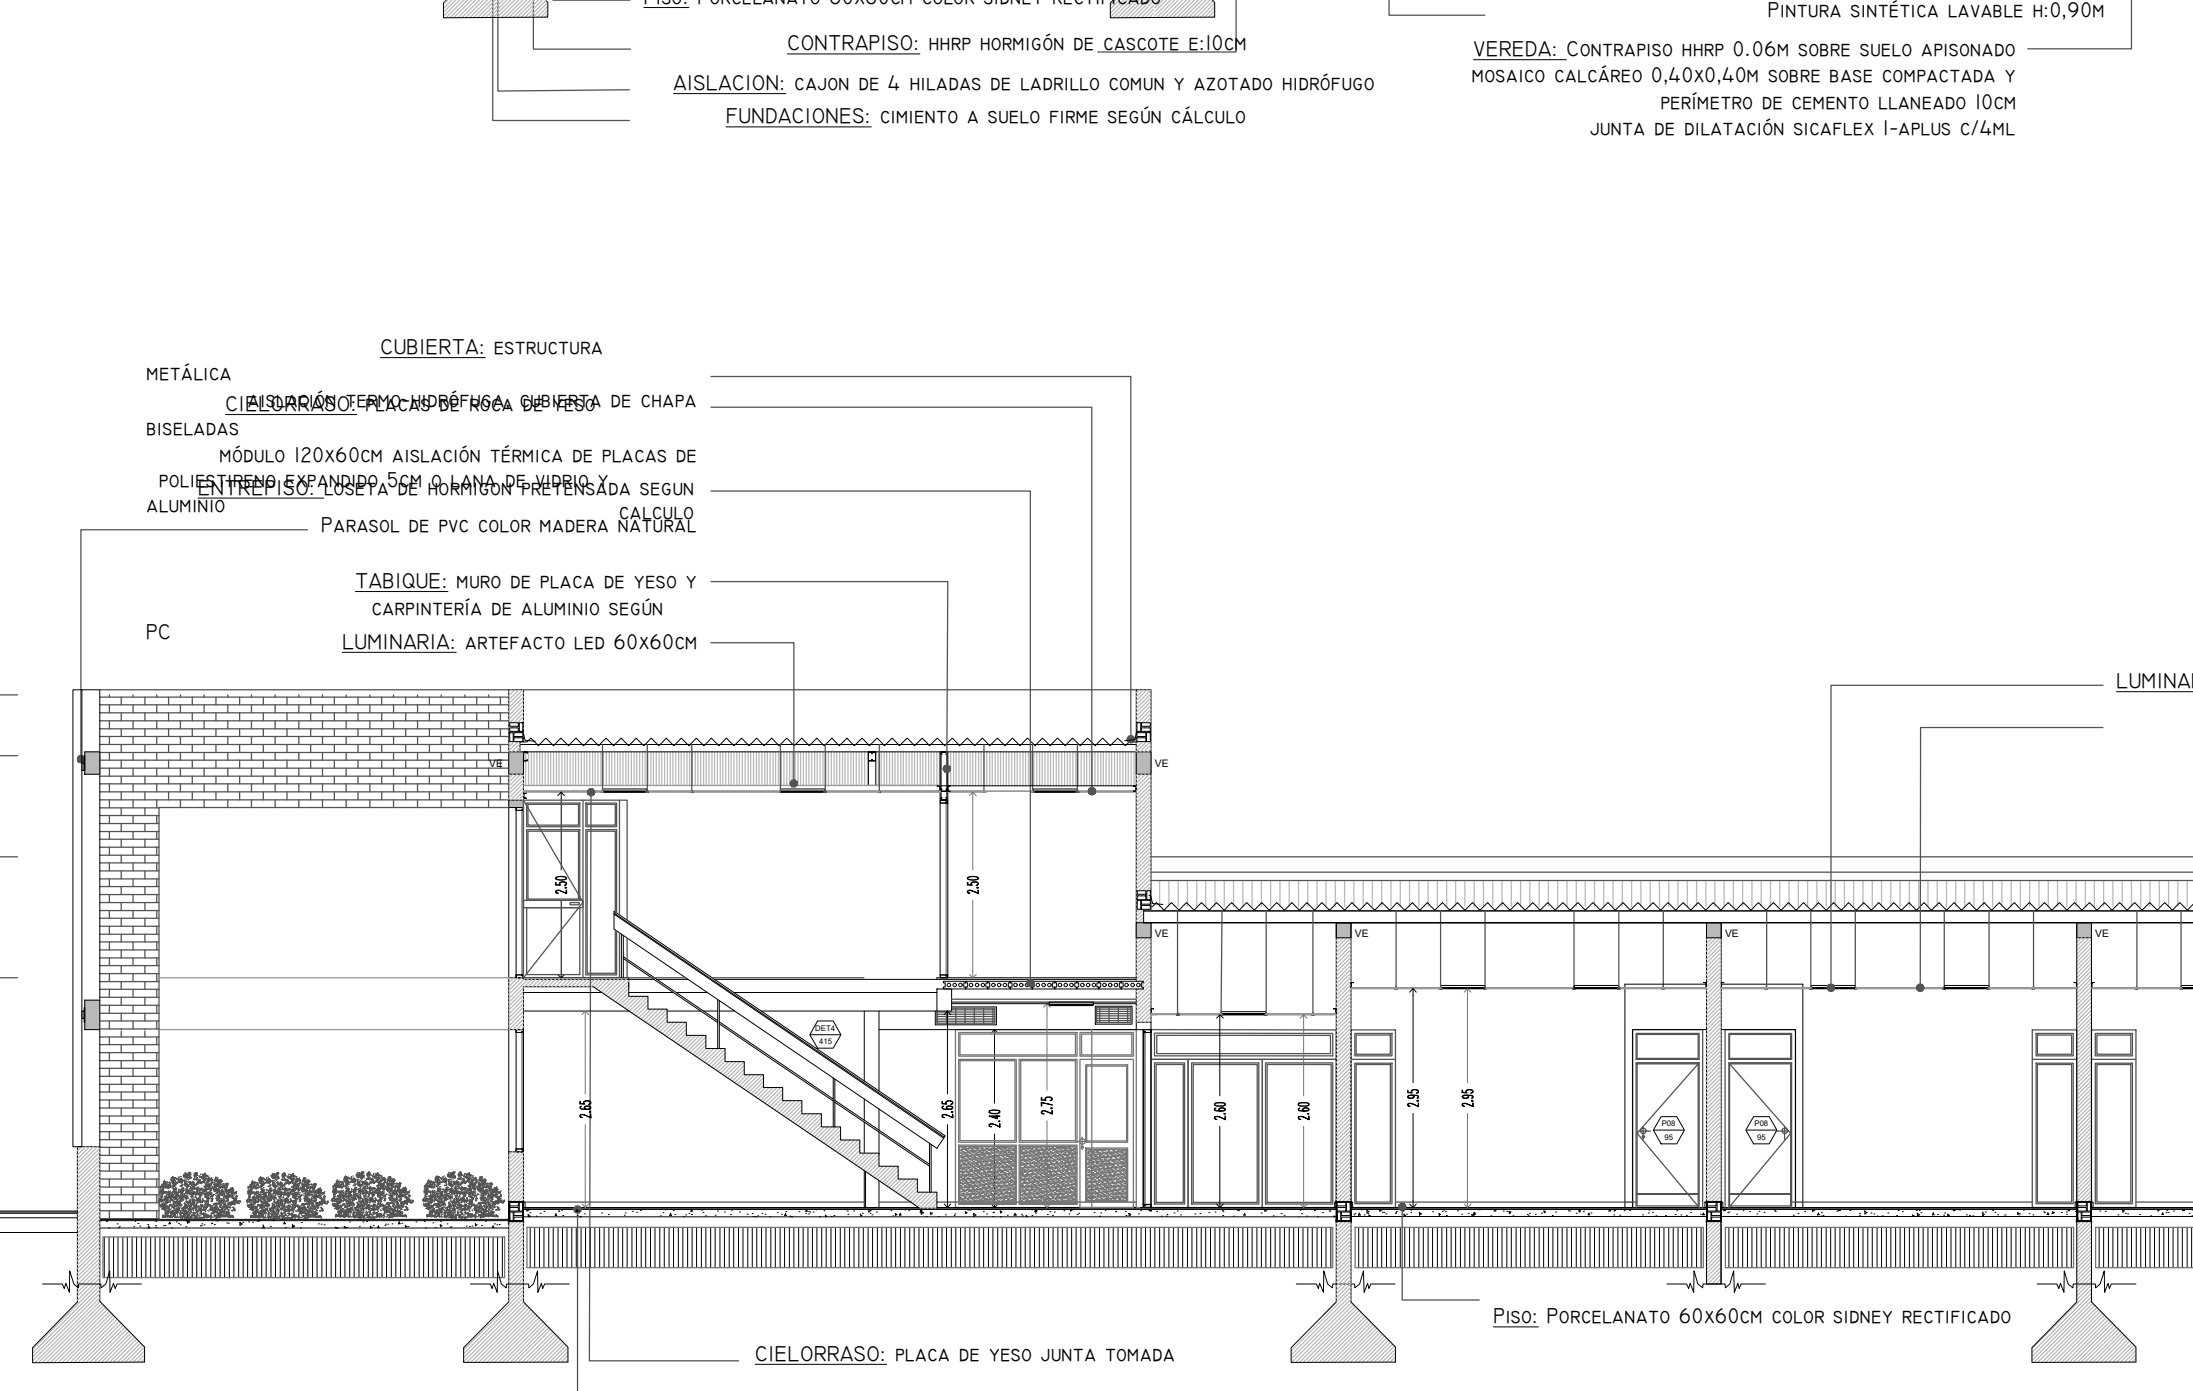 PISO: PORCELANATO 60X60CM COLOR SIDNEY RECTIFICADO
CONTRAPISO: HHRP HORMIGÓN DE CASCOTE E:10CM
AISLACION: CAJON DE 4 HILADAS DE LADRILLO COMUN Y AZOTADO HIDRÓFUGO
FUNDACIONES: CIMIENTO A SUELO FIRME SEGÚN CÁLCULO
PINTURA SINTÉTICA LAVABLE H:0,90M
VEREDA: CONTRAPISO HHRP 0.06M SOBRE SUELO APISONADO
MOSAICO CALCÁREO 0,40X0,40M SOBRE BASE COMPACTADA Y
PERÍMETRO DE CEMENTO LLANEADO 10CM
JUNTA DE DILATACIÓN SICAFLEX 1-APLUS C/4ML
CUBIERTA: ESTRUCTURA
METÁLICA
AISLACIÓN TERMO-HIDRÓFUGA, CUBIERTA DE CHAPA
CIELORRASO: PLACAS DE ROCA DE YESO
BISELADAS
MÓDULO 120X60CM AISLACIÓN TÉRMICA DE PLACAS DE
POLIESTIRENO EXPANDIDO 5CM O LANA DE VIDRIO Y
ALUMINIO
ENTREPISO: LOSETA DE HORMIGON PRETENSADA SEGUN
CALCULO
PARASOL DE PVC COLOR MADERA NATURAL
TABIQUE: MURO DE PLACA DE YESO Y
CARPINTERÍA DE ALUMINIO SEGÚN
PC
LUMINARIA: ARTEFACTO LED 60X60CM
LUMINAR
VE
VE
2.50
2.50
VE
VE
VE
VE
DET4
415
2.65
2.65
2.40
2.75
2.60
2.60
2.95
2.95
P08
95
P08
95
PISO: PORCELANATO 60X60CM COLOR SIDNEY RECTIFICADO
CIELORRASO: PLACA DE YESO JUNTA TOMADA